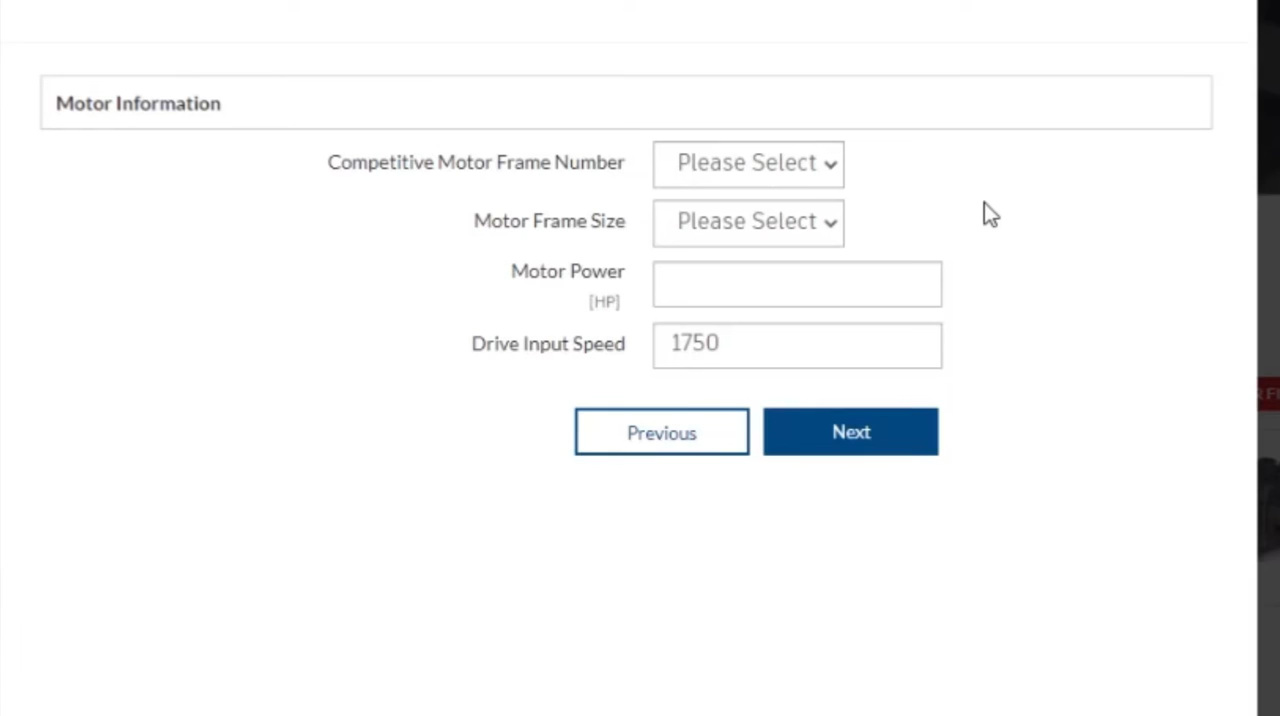 Motor Information
Competitive Motor Frame Number Please Select
Motor Frame Size Please Select
Motor Power
[HP]
Drive Input Speed 1750
Previous Next